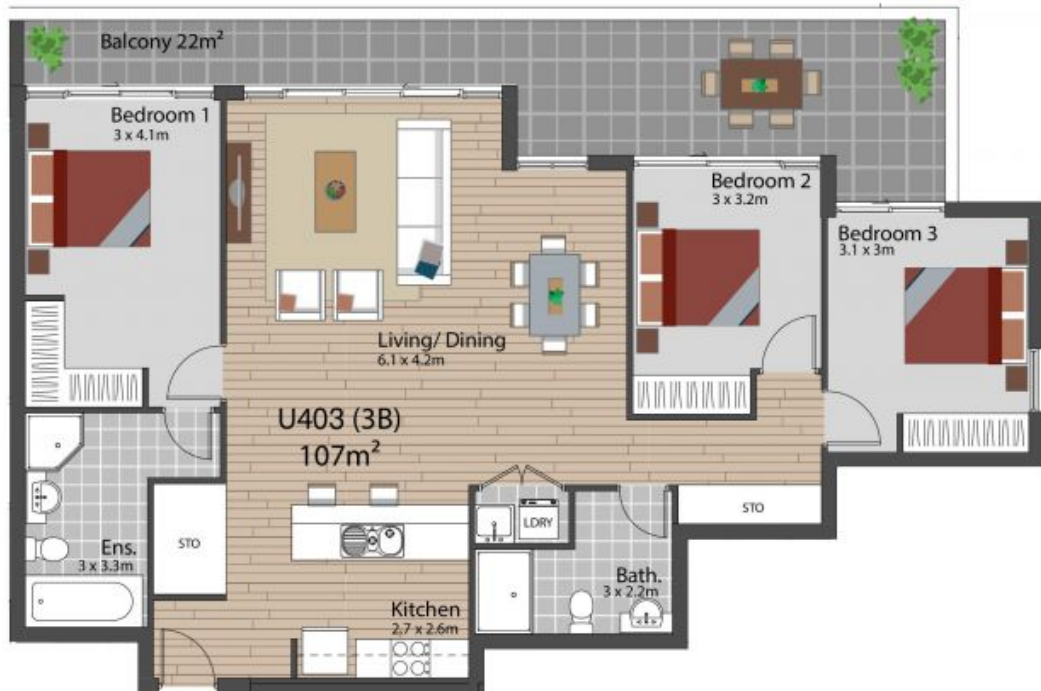 Balcony 22m²
Bedroom 1
3 x 4.1m
Bedroom 2
3 x 3.2m
Bedroom 3
3.1 x 3m
Living/ Dining
6.1 x 4.2m
U403 (3B)
107m²
STO
Ens.
3 x 3.3m
LDRY
STO
Bath.
3 x 2.2m
Kitchen
2.7 x 2.6m